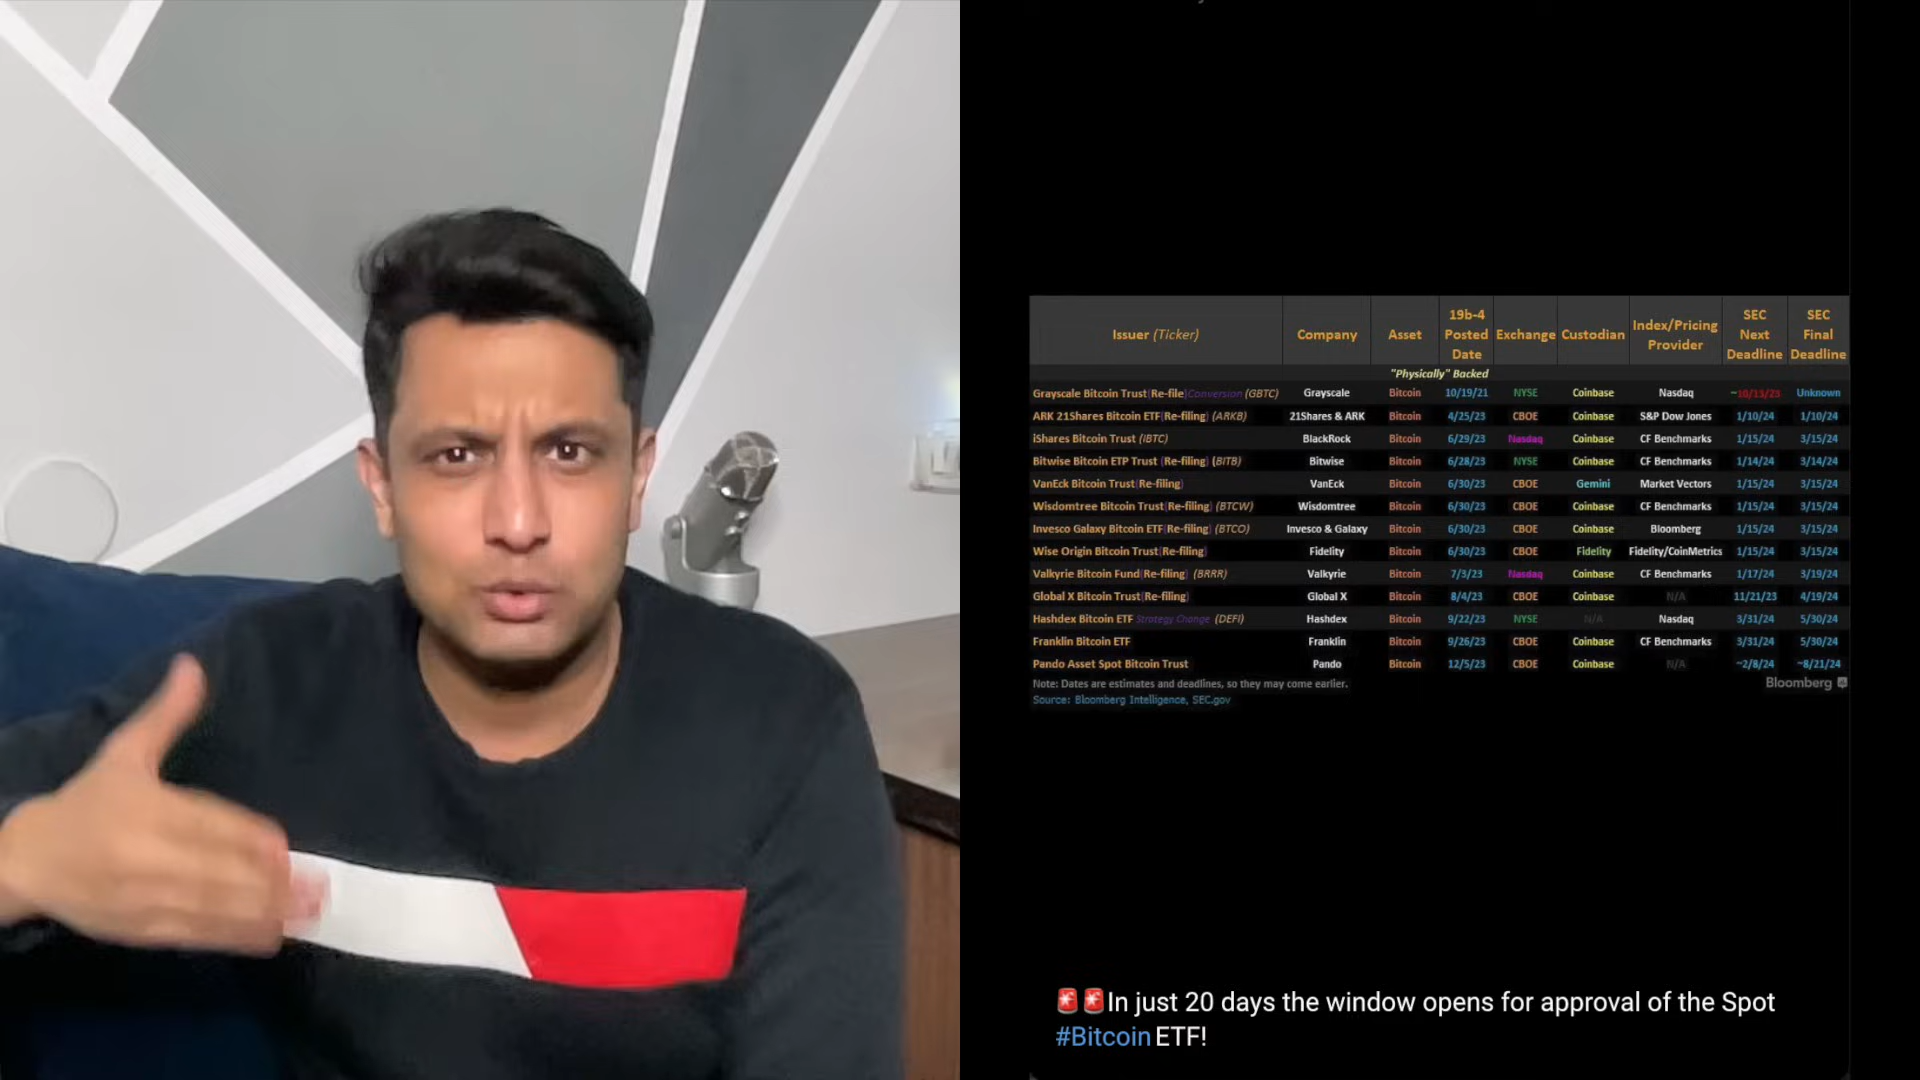 Issuer (Ticker) Company Asset 19b-4 Posted Date Exchange Custodian Index/Pricing Provider SEC Next Deadline SEC Final Deadline
"Physically" Backed
Grayscale Bitcoin Trust(Re-file)Conversion (GBTC) Grayscale Bitcoin 10/19/21 NYSE Coinbase Nasdaq ~10/13/23 Unknown
ARK 21Shares Bitcoin ETF(Re-filing) (ARKB) 21Shares & ARK Bitcoin 4/25/23 CBOE Coinbase S&P Dow Jones 1/10/24 1/10/24
iShares Bitcoin Trust (IBTC) BlackRock Bitcoin 6/29/23 Nasdaq Coinbase CF Benchmarks 1/15/24 3/15/24
Bitwise Bitcoin ETP Trust (Re-filing) (BITB) Bitwise Bitcoin 6/28/23 NYSE Coinbase CF Benchmarks 1/14/24 3/14/24
VanEck Bitcoin Trust(Re-filing) VanEck Bitcoin 6/30/23 CBOE Gemini Market Vectors 1/15/24 3/15/24
Wisdomtree Bitcoin Trust(Re-filing) (BTCW) Wisdomtree Bitcoin 6/30/23 CBOE Coinbase CF Benchmarks 1/15/24 3/15/24
Invesco Galaxy Bitcoin ETF(Re-filing) (BTCO) Invesco & Galaxy Bitcoin 6/30/23 CBOE Coinbase Bloomberg 1/15/24 3/15/24
Wise Origin Bitcoin Trust(Re-filing) Fidelity Bitcoin 6/30/23 CBOE Fidelity Fidelity/CoinMetrics 1/15/24 3/15/24
Valkyrie Bitcoin Fund(Re-filing) (BRRR) Valkyrie Bitcoin 7/3/23 Nasdaq Coinbase CF Benchmarks 1/17/24 3/19/24
Global X Bitcoin Trust(Re-filing) Global X Bitcoin 8/4/23 CBOE Coinbase N/A 11/21/23 4/19/24
Hashdex Bitcoin ETF Strategy Change (DEFI) Hashdex Bitcoin 9/22/23 NYSE N/A Nasdaq 3/31/24 5/30/24
Franklin Bitcoin ETF Franklin Bitcoin 9/26/23 CBOE Coinbase CF Benchmarks 3/31/24 5/30/24
Pando Asset Spot Bitcoin Trust Pando Bitcoin 12/5/23 CBOE Coinbase N/A ~2/8/24 ~8/21/24
Note: Dates are estimates and deadlines, so they may come earlier.
Bloomberg
Source: Bloomberg Intelligence, SEC.gov
🚨🚨In just 20 days the window opens for approval of the Spot
#Bitcoin ETF!